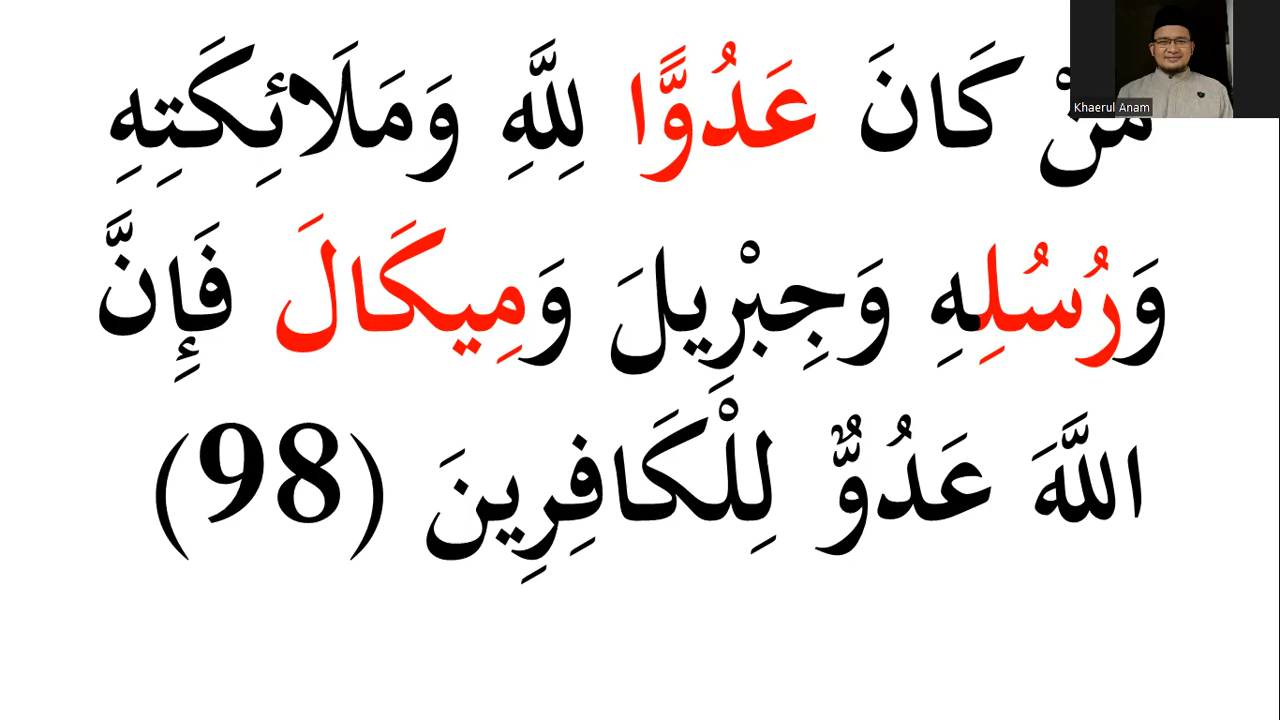 مَنْ كَانَ عَدُوًّا لِلَّهِ وَمَلَائِكَتِهِ
وَرُسُلِهِ وَجِبْرِيلَ وَمِيكَالَ فَإِنَّ
اللَّهَ عَدُوٌّ لِلْكَافِرِينَ (98)
Khaerul Anam